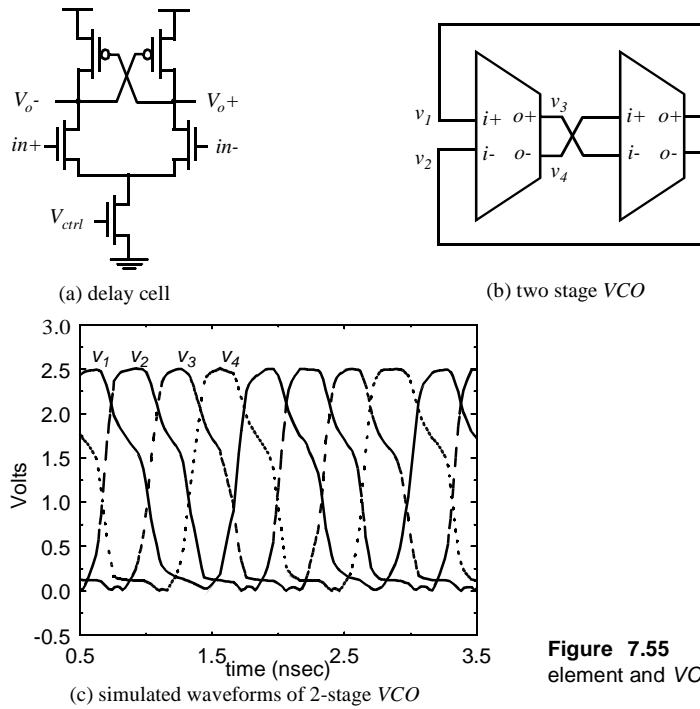 V_o- V_o+
in+ in-
V_ctrl
(a) delay cell
v_1
v_2
i+ o+
i- o-
v_3
v_4
i+ o+
i- o-
(b) two stage VCO
3.0
2.5
2.0
1.5
1.0
0.5
0.0
-0.5
Volts
v_1 v_2 v_3 v_4
0.5 1.5 2.5 3.5
time (nsec)
(c) simulated waveforms of 2-stage VCO
Figure 7.55
element and